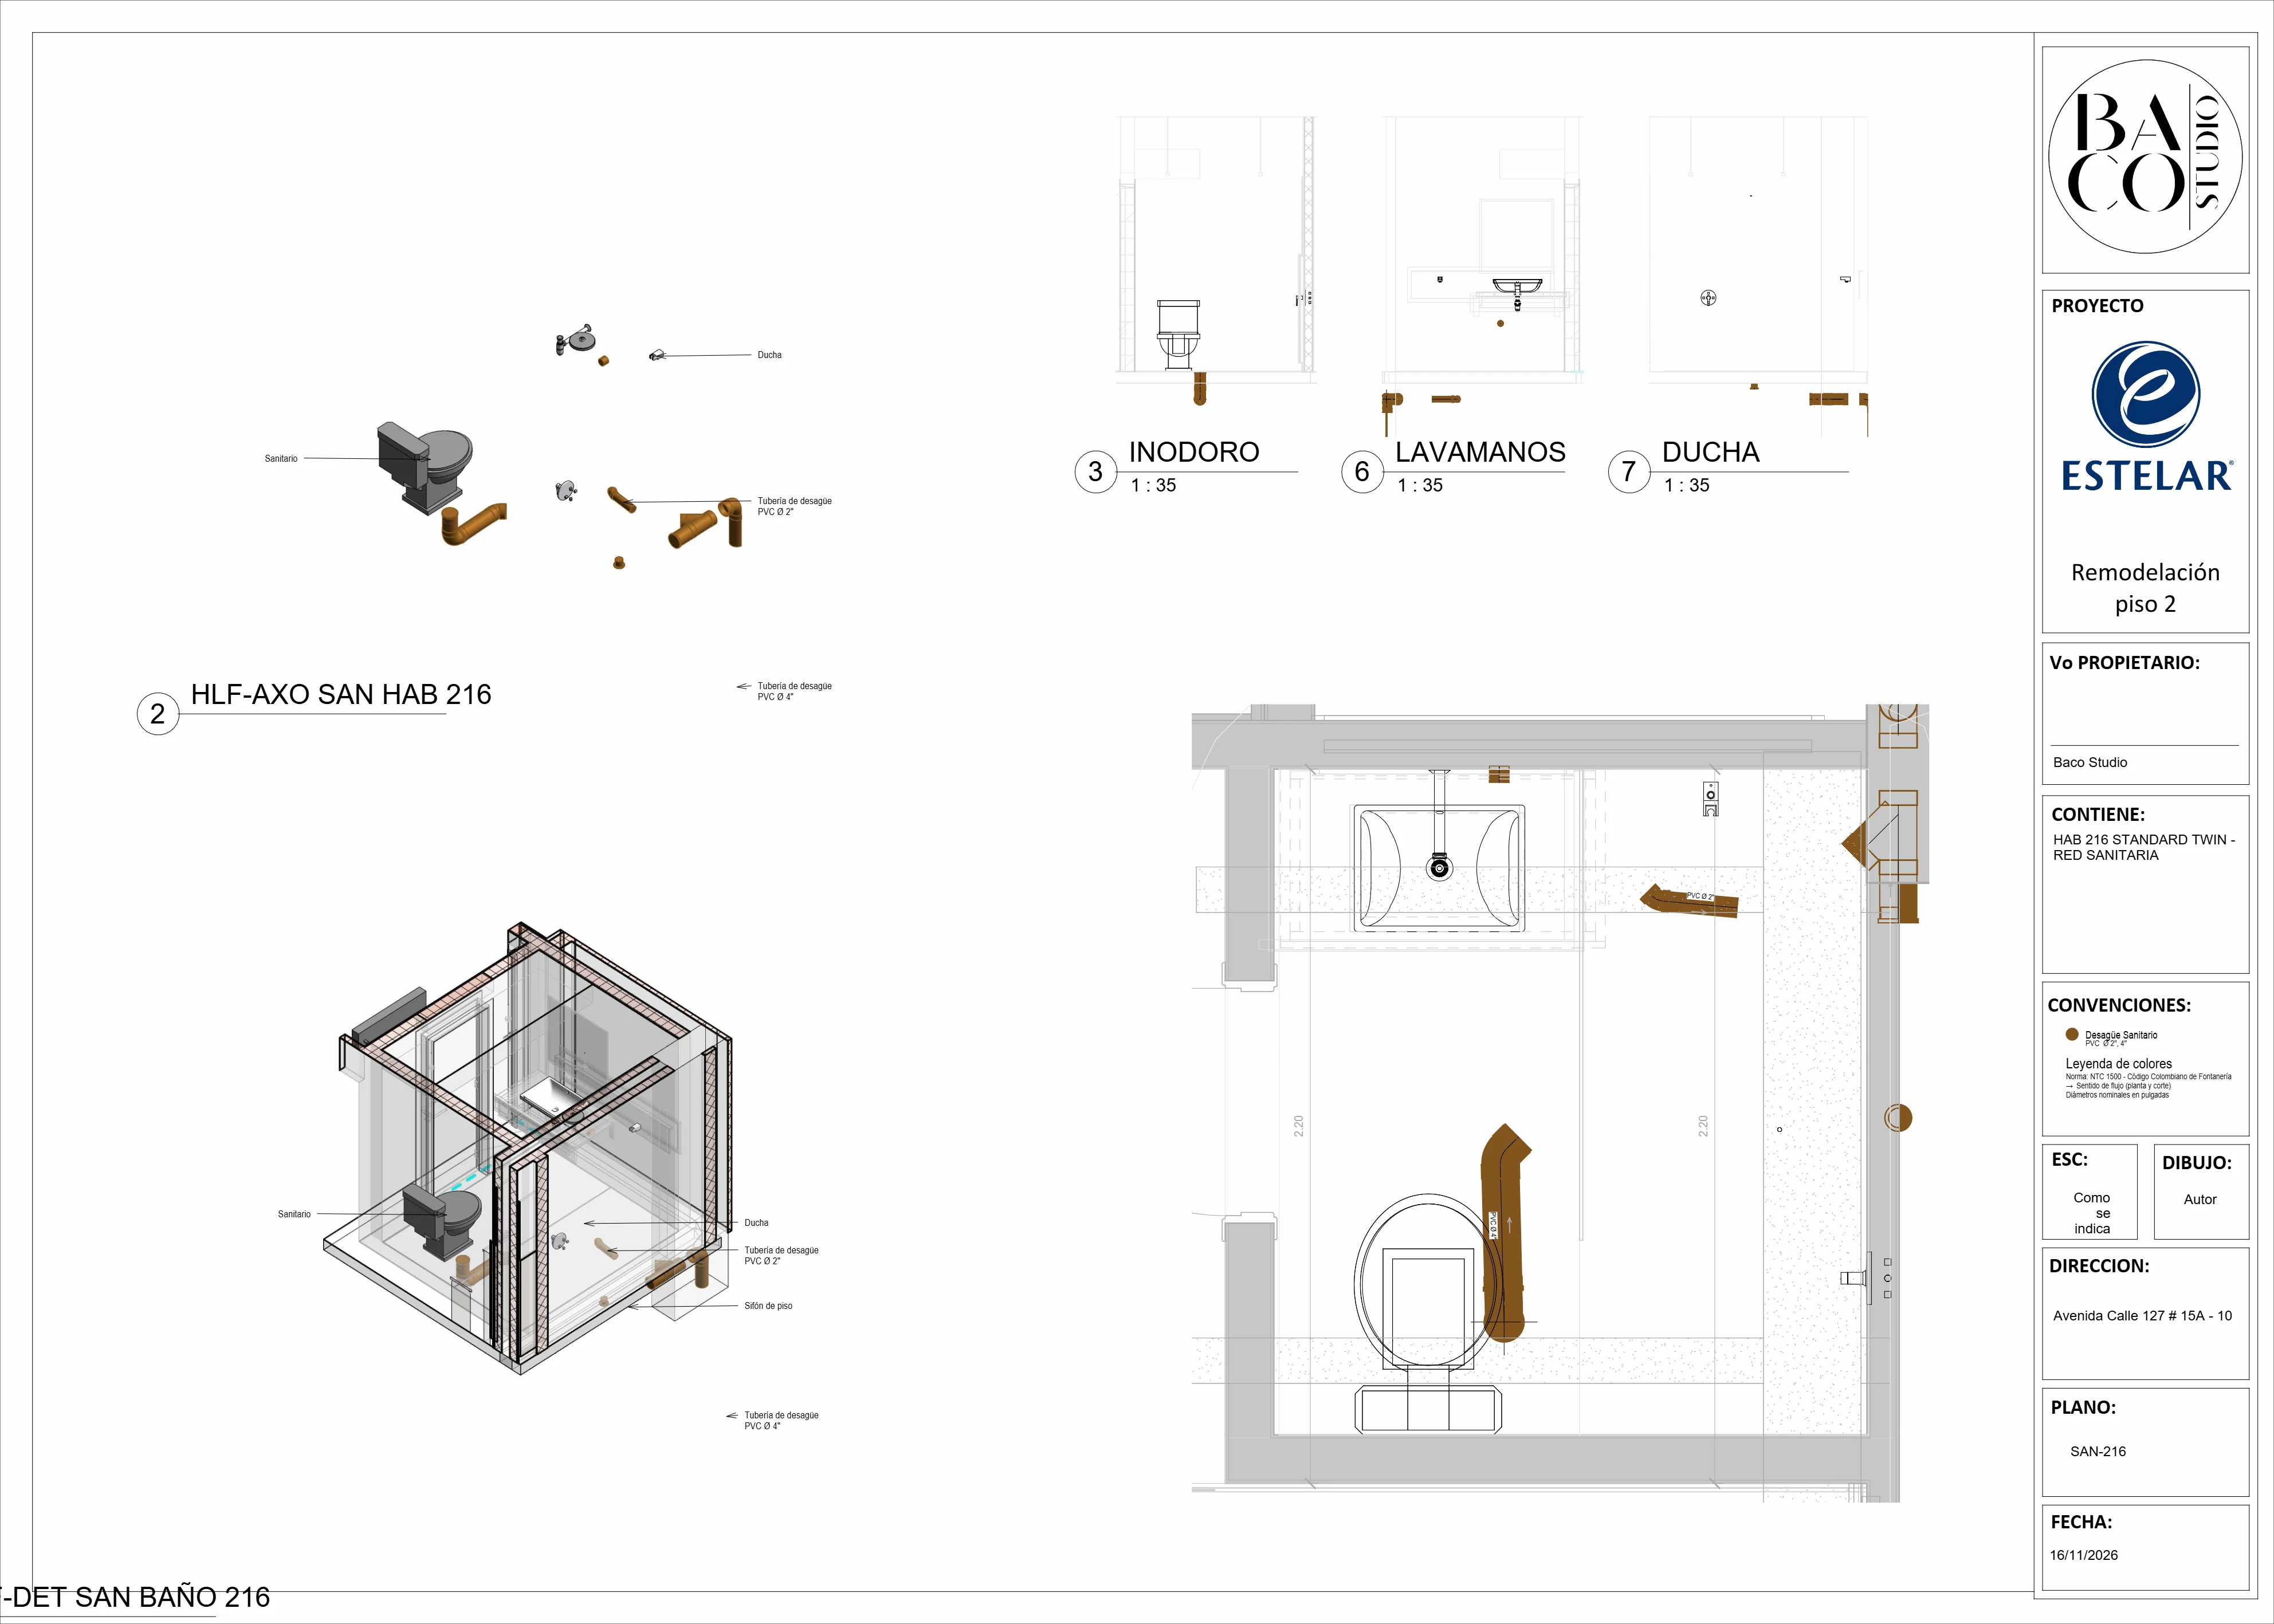 Ducha
Sanitario
Tubería de desagüe
PVC Ø 2"
2
HLF-AXO SAN HAB 216
Tubería de desagüe
PVC Ø 4"
3
INODORO
1 : 35
6
LAVAMANOS
1 : 35
7
DUCHA
1 : 35
Sanitario
Ducha
Tubería de desagüe
PVC Ø 2"
Sifón de piso
Tubería de desagüe
PVC Ø 4"
PVC Ø 2"
2.20
2.20
PVC Ø 4"
-DET SAN BAÑO 216
BA
CO
STUDIO
PROYECTO
ESTELAR®
Remodelación
piso 2
Vo PROPIETARIO:
Baco Studio
CONTIENE:
HAB 216 STANDARD TWIN -
RED SANITARIA
CONVENCIONES:
Desagüe Sanitario
PVC Ø 2", 4"
Leyenda de colores
Norma: NTC 1500 - Código Colombiano de Fontanería
→ Sentido de flujo (planta y corte)
Diámetros nominales en pulgadas
ESC:
Como
se
indica
DIBUJO:
Autor
DIRECCION:
Avenida Calle 127 # 15A - 10
PLANO:
SAN-216
FECHA:
16/11/2026